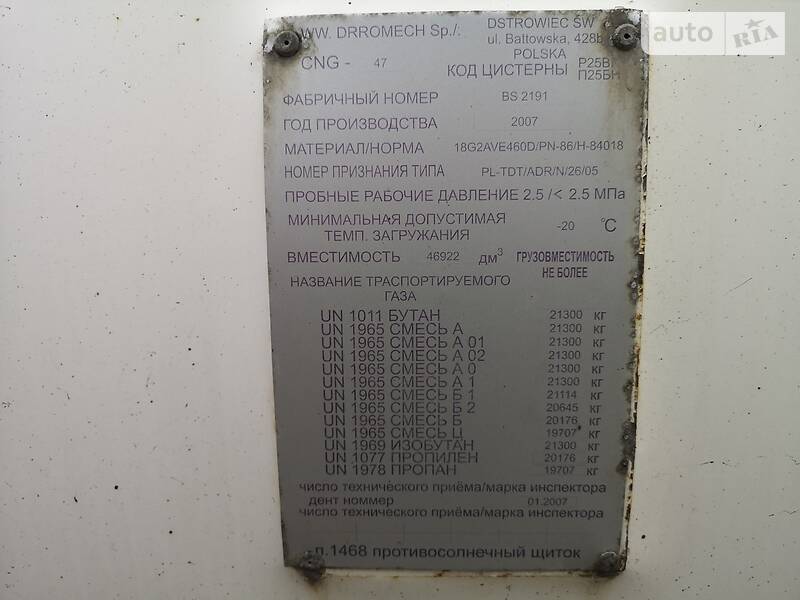 WW. DRROMECH Sp./: DSTROWIEC ŚW
ul. Bałtowska, 428b
POLSKA
CNG - 47 КОД ЦИСТЕРНЫ P25B
П25БН
ФАБРИЧНЫЙ НОМЕР BS 2191
ГОД ПРОИЗВОДСТВА 2007
МАТЕРИАЛ/НОРМА 18G2AVE460D/PN-86/H-84018
НОМЕР ПРИЗНАНИЯ ТИПА PL-TDT/ADR/N/26/05
ПРОБНЫЕ РАБОЧИЕ ДАВЛЕНИЕ 2.5 /< 2.5 МПа
МИНИМАЛЬНАЯ ДОПУСТИМАЯ
ТЕМП. ЗАГРУЖАНИЯ -20 °C
ВМЕСТИМОСТЬ 46922 дм³ ГРУЗОВМЕСТИМОСТЬ
НЕ БОЛЕЕ
НАЗВАНИЕ ТРАСПОРТИРУЕМОГО
ГАЗА
UN 1011 БУТАН 21300 кг
UN 1965 СМЕСЬ А 21300 кг
UN 1965 СМЕСЬ А 01 21300 кг
UN 1965 СМЕСЬ А 02 21300 кг
UN 1965 СМЕСЬ А 0 21300 кг
UN 1965 СМЕСЬ А 1 21300 кг
UN 1965 СМЕСЬ Б 1 21114 кг
UN 1965 СМЕСЬ Б 2 20645 кг
UN 1965 СМЕСЬ Б 20176 кг
UN 1965 СМЕСЬ Ц 19707 кг
UN 1969 ИЗОБУТАН 21300 кг
UN 1077 ПРОПИЛЕН 20176 кг
UN 1978 ПРОПАН 19707 кг
число технического приёма/марка инспектора
дент номмер 01.2007
число технического приёма/марка инспектора
п.1468 противосолнечный щиток
auto RIA